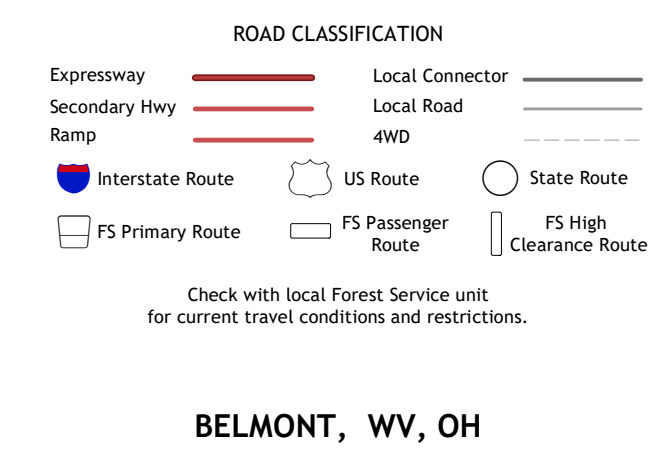 ROAD CLASSIFICATION
Expressway
Local Connector
Secondary Hwy
Local Road
Ramp
4WD
Interstate Route
US Route
State Route
FS Primary Route
FS Passenger
Route
FS High
Clearance Route
Check with local Forest Service unit
for current travel conditions and restrictions.
BELMONT, WV, OH